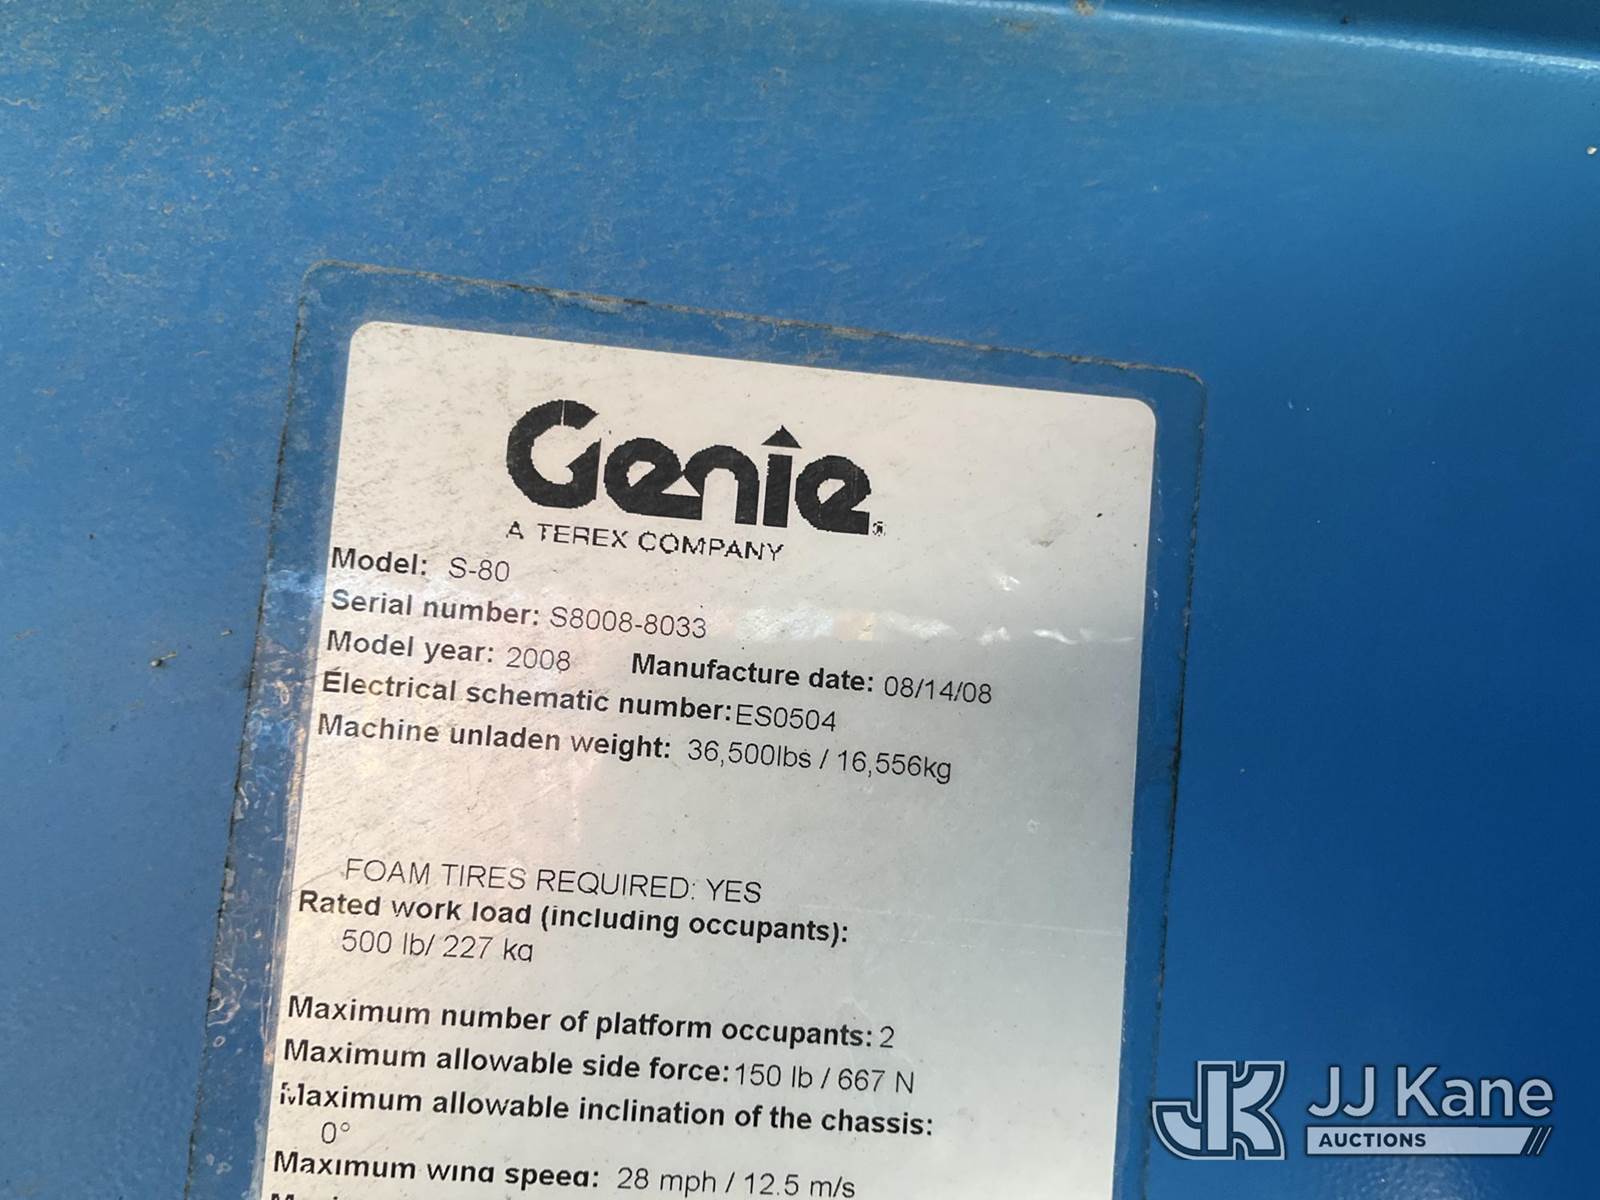 Genie®
A TEREX COMPANY
Model: S-80
Serial number: S8008-8033
Model year: 2008 Manufacture date: 08/14/08
Electrical schematic number: ES0504
Machine unladen weight: 36,500lbs / 16,556kg
FOAM TIRES REQUIRED: YES
Rated work load (including occupants):
500 lb/ 227 kg
Maximum number of platform occupants: 2
Maximum allowable side force: 150 lb / 667 N
Maximum allowable inclination of the chassis:
0°
Maximum wind speed: 28 mph / 12.5 m/s
JK JJ Kane
AUCTIONS